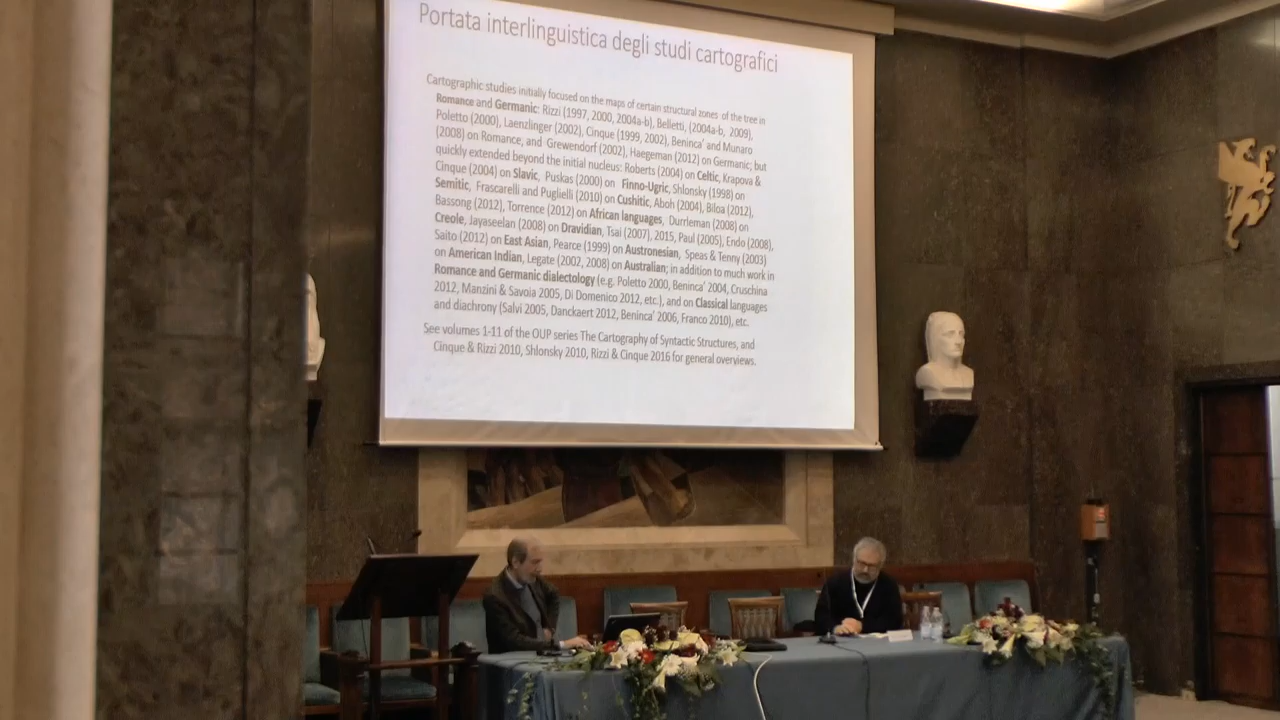 Portata interlinguistica degli studi cartografici
Cartographic studies initially focused on the maps of certain structural zones of the tree in
Romance and Germanic: Rizzi (1997, 2000, 2004a-b), Belletti, (2004a-b, 2009),
Poletto (2000), Laenzlinger (2002), Cinque (1999, 2002), Beninca' and Munaro
(2008) on Romance, and Grewendorf (2002), Haegeman (2012) on Germanic; but
quickly extended beyond the initial nucleus: Roberts (2004) on Celtic, Krapova &
Cinque (2004) on Slavic, Puskas (2000) on Finno-Ugric, Shlonsky (1998) on
Semitic, Frascarelli and Puglielli (2010) on Cushitic, Aboh (2004), Biloa (2012),
Bassong (2012), Torrence (2012) on African languages, Durrleman (2008) on
Creole, Jayaseelan (2008) on Dravidian, Tsai (2007), 2015, Paul (2005), Endo (2008),
Saito (2012) on East Asian, Pearce (1999) on Austronesian, Speas & Tenny (2003)
on American Indian, Legate (2002, 2008) on Australian; in addition to much work in
Romance and Germanic dialectology (e.g. Poletto 2000, Beninca' 2004, Cruschina
2012, Manzini & Savoia 2005, Di Domenico 2012, etc.), and on Classical languages
and diachrony (Salvi 2005, Danckaert 2012, Beninca' 2006, Franco 2010), etc.
See volumes 1-11 of the OUP series The Cartography of Syntactic Structures, and
Cinque & Rizzi 2010, Shlonsky 2010, Rizzi & Cinque 2016 for general overviews.